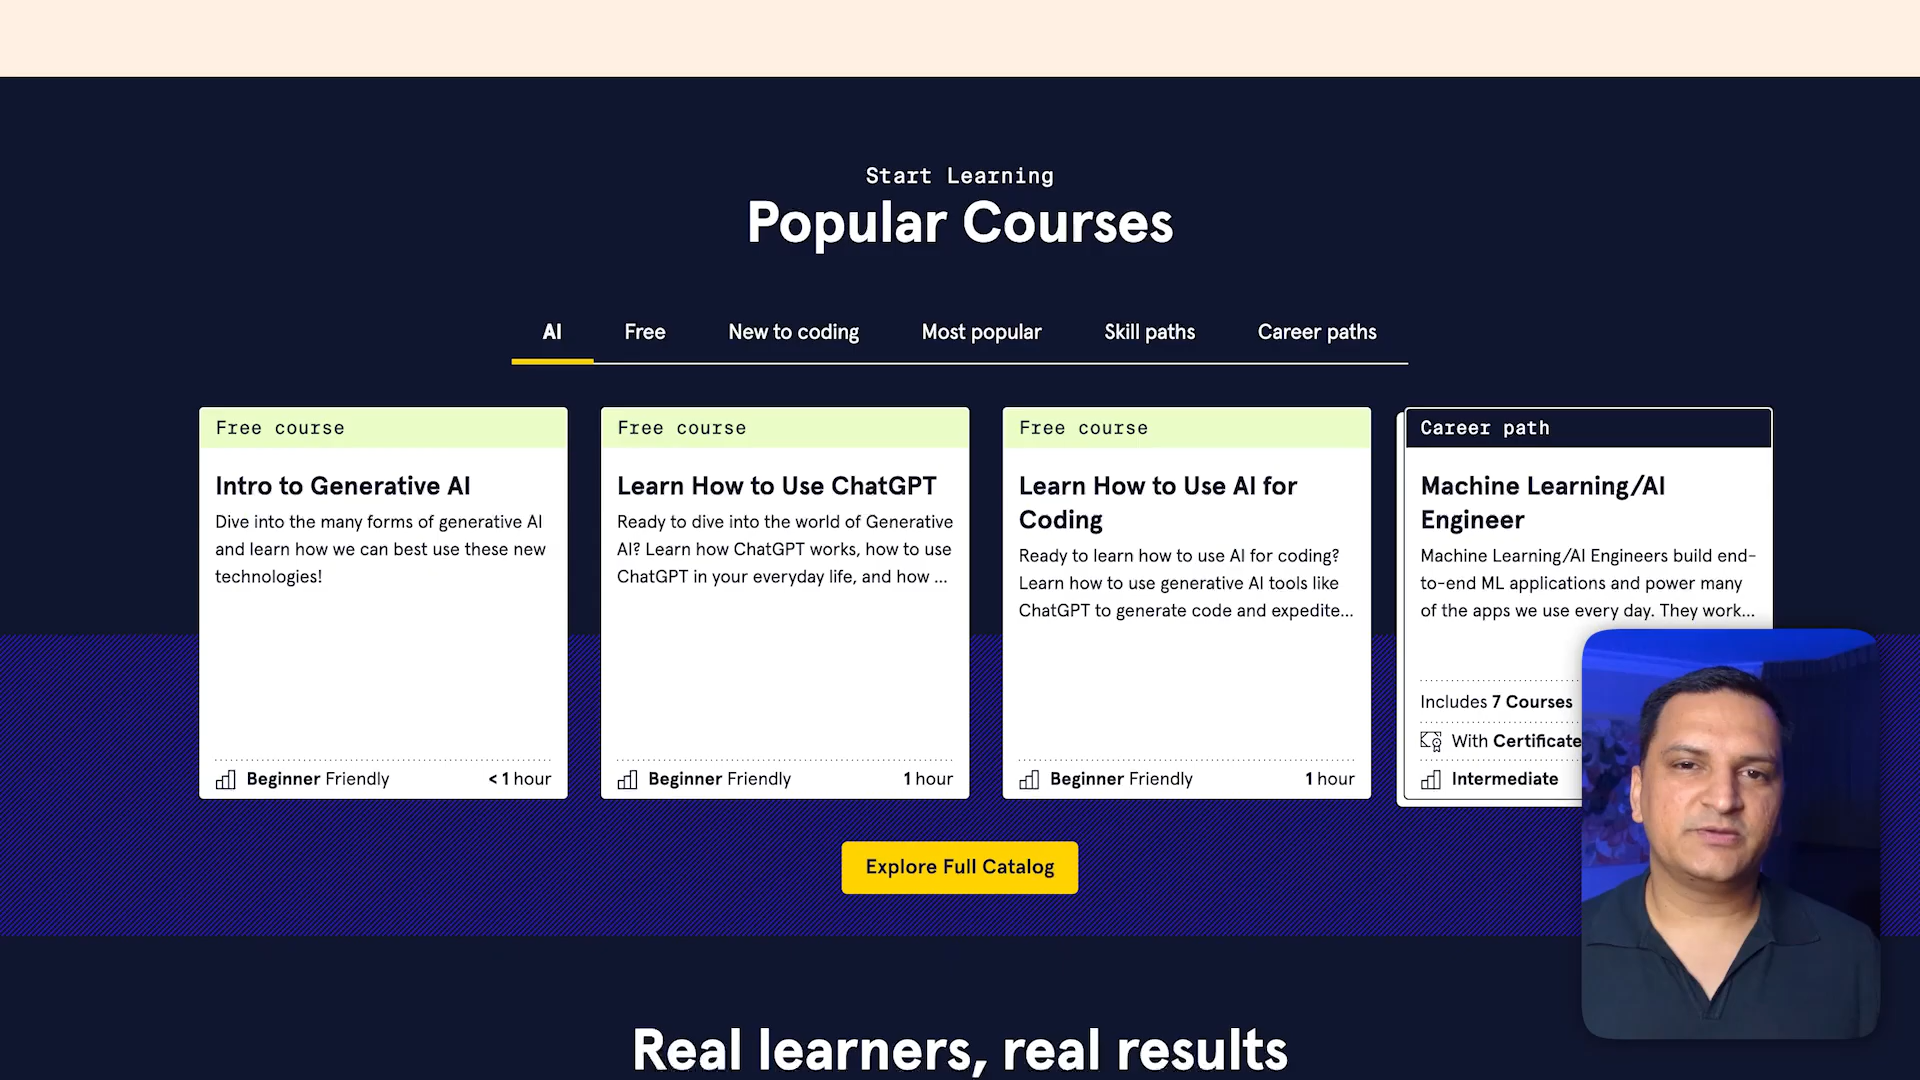 Start Learning
Popular Courses
AI
Free
New to coding
Most popular
Skill paths
Career paths
Free course
Intro to Generative AI
Dive into the many forms of generative AI
and learn how we can best use these new
technologies!
Beginner Friendly
< 1 hour
Free course
Learn How to Use ChatGPT
Ready to dive into the world of Generative
AI? Learn how ChatGPT works, how to use
ChatGPT in your everyday life, and how ...
Beginner Friendly
1 hour
Free course
Learn How to Use AI for
Coding
Ready to learn how to use AI for coding?
Learn how to use generative AI tools like
ChatGPT to generate code and expedite...
Beginner Friendly
1 hour
Career path
Machine Learning/AI
Engineer
Machine Learning/AI Engineers build end-
to-end ML applications and power many
of the apps we use every day. They work...
Includes 7 Courses
With Certificate
Intermediate
Explore Full Catalog
Real learners, real results